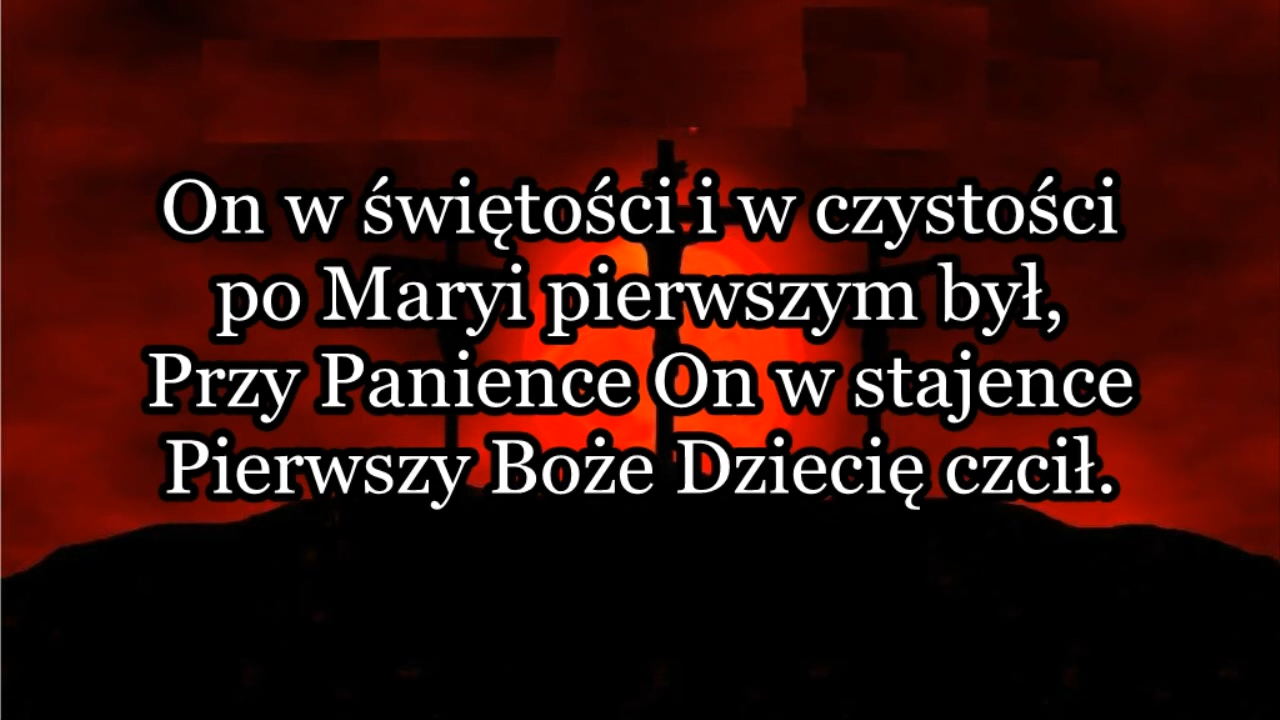 On w świętości i w czystości
po Maryi pierwszym był,
Przy Panience On w stajence
Pierwszy Boże Dziecię czcił.